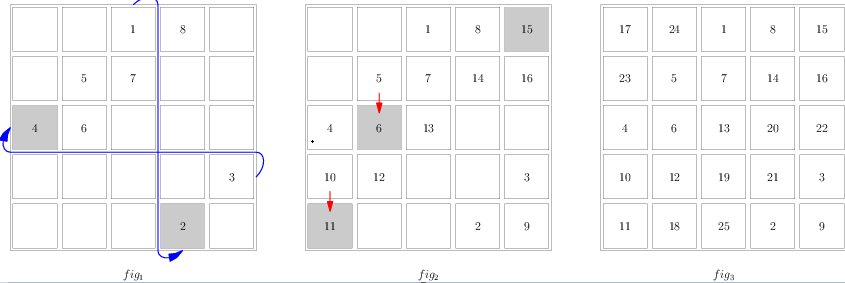 1 8
5 7
4 6
3
2
fig₁
1 8 15
5 7 14 16
4 6 13
10 12 3
11 2 9
fig₂
17 24 1 8 15
23 5 7 14 16
4 6 13 20 22
10 12 19 21 3
11 18 25 2 9
fig₃